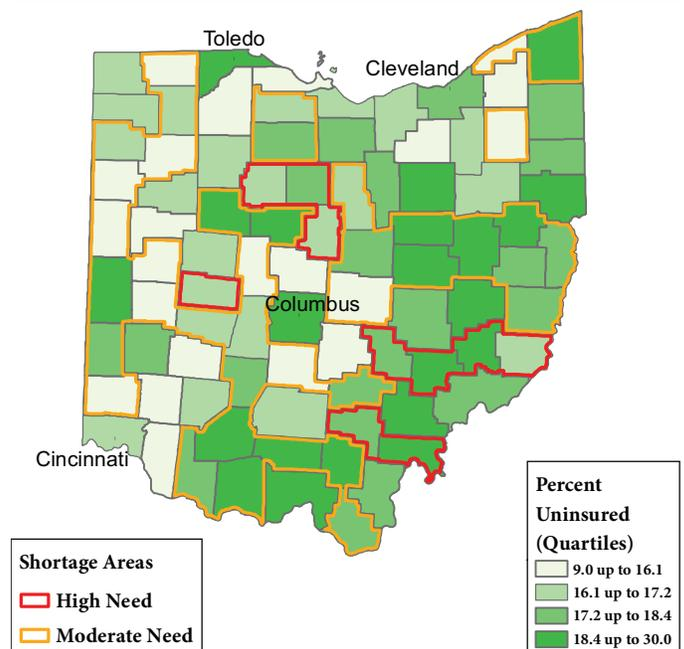 Toledo
Cleveland
Columbus
Cincinnati
Shortage Areas
High Need
Moderate Need
Percent
Uninsured
(Quartiles)
9.0 up to 16.1
16.1 up to 17.2
17.2 up to 18.4
18.4 up to 30.0